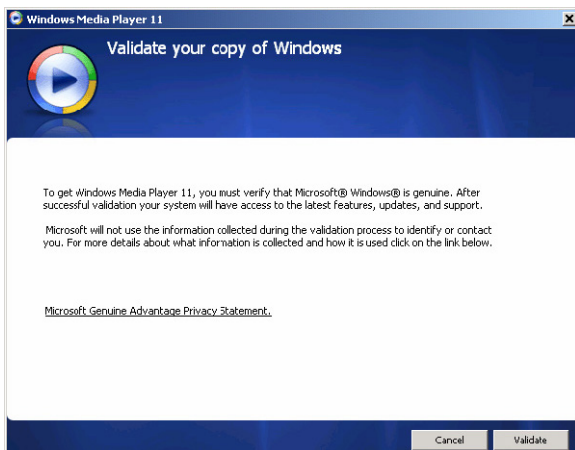 Windows Media Player 11
Validate your copy of Windows
To get Windows Media Player 11, you must verify that Microsoft® Windows® is genuine. After
successful validation your system will have access to the latest features, updates, and support.
Microsoft will not use the information collected during the validation process to identify or contact
you. For more details about what information is collected and how it is used click on the link below.
Microsoft Genuine Advantage Privacy Statement.
Cancel Validate